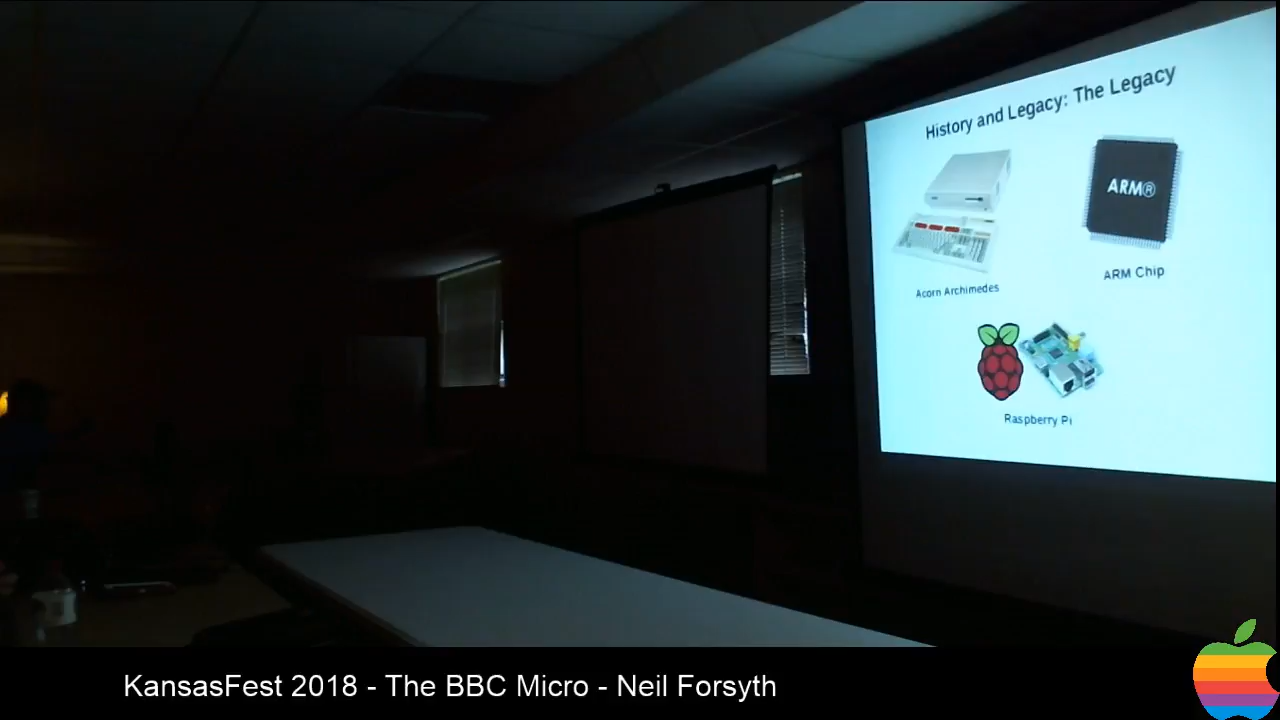 History and Legacy: The Legacy
ARM®
Acorn Archimedes
ARM Chip
Raspberry Pi
KansasFest 2018 - The BBC Micro - Neil Forsyth